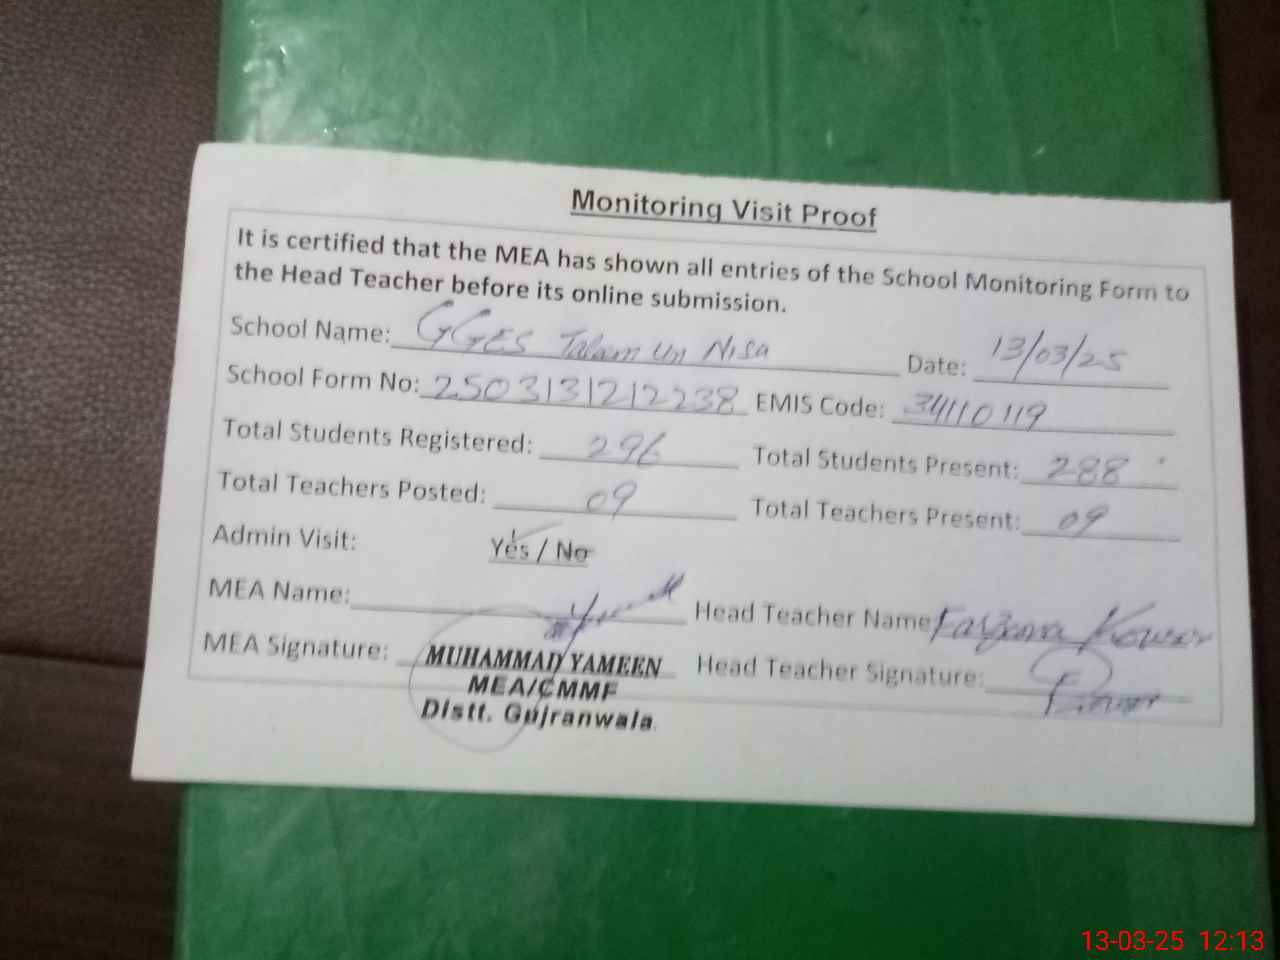 Monitoring Visit Proof
It is certified that the MEA has shown all entries of the School Monitoring Form to
the Head Teacher before its online submission.
School Name: GGES Talam un Nisa Date: 13/03/25
School Form No: 2503131212238 EMIS Code: 34110119
Total Students Registered: 296 Total Students Present: 288
Total Teachers Posted: 09 Total Teachers Present: 09
Admin Visit: Yes / No
MEA Name: Head Teacher Name: Farzana Kowsar
MEA Signature: MUHAMMAD YAMEEN Head Teacher Signature:
MEA/CMMF
Distt. Gujranwala
13-03-25 12:13